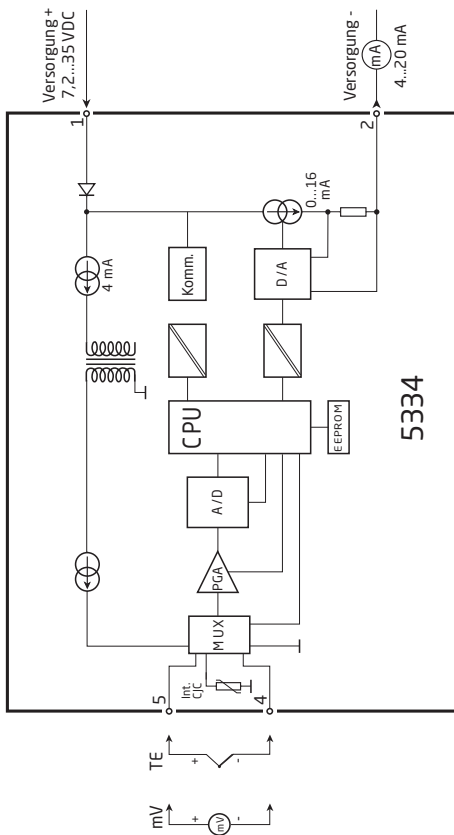 Versorgung +
7,2...35 VDC
Versorgung -
mA
4...20 mA
1
2
4 mA
0...16
mA
Komm.
D/A
CPU
EEPROM
A/D
PGA
MUX
Int.
CJC
5
4
TE
+
-
mV
+
mV
-
5334